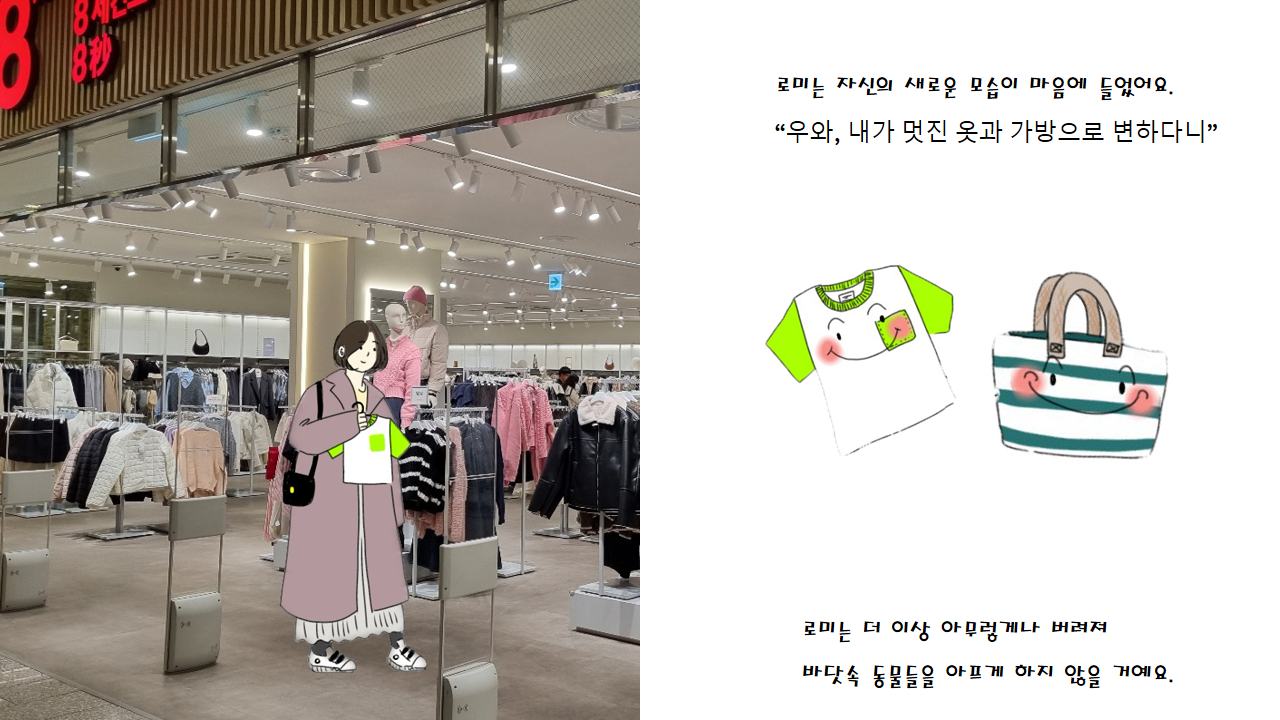 8
8세컨즈
8秒
로미는 자신의 새로운 모습이 마음에 들었어요.
“우와, 내가 멋진 옷과 가방으로 변하다니”
로미는 더 이상 아무렇게나 버려져
바닷속 동물들을 아프게 하지 않을 거예요.